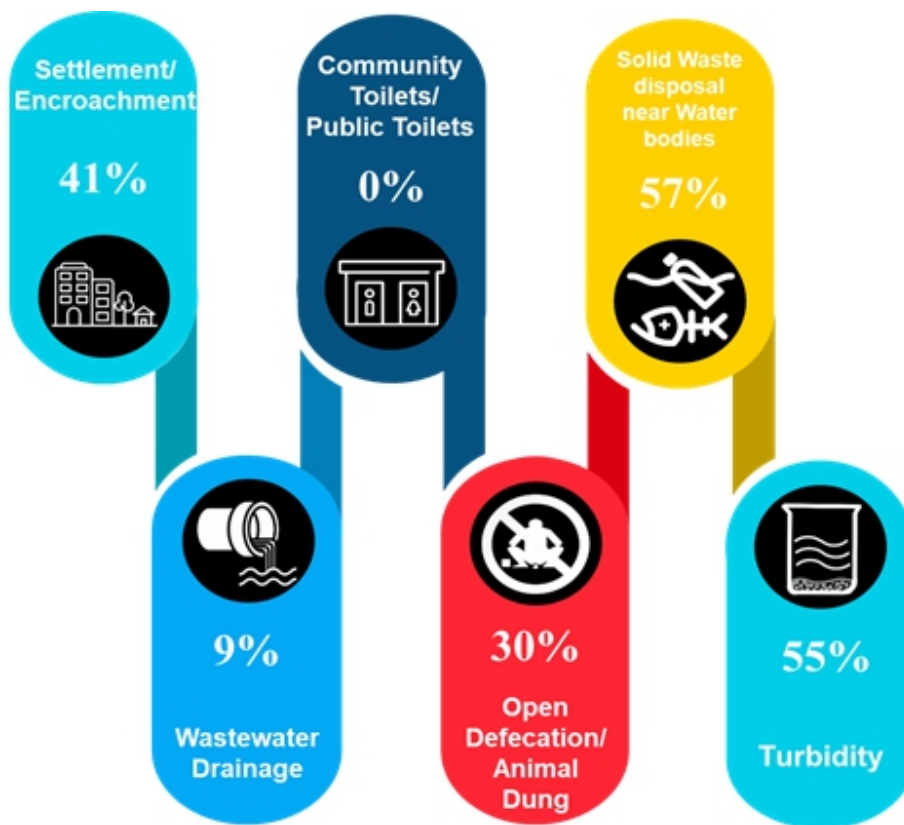 Settlement/
Encroachment
41%
Community
Toilets/
Public Toilets
0%
Solid Waste
disposal
near Water
bodies
57%
9%
Wastewater
Drainage
30%
Open
Defecation/
Animal
Dung
55%
Turbidity